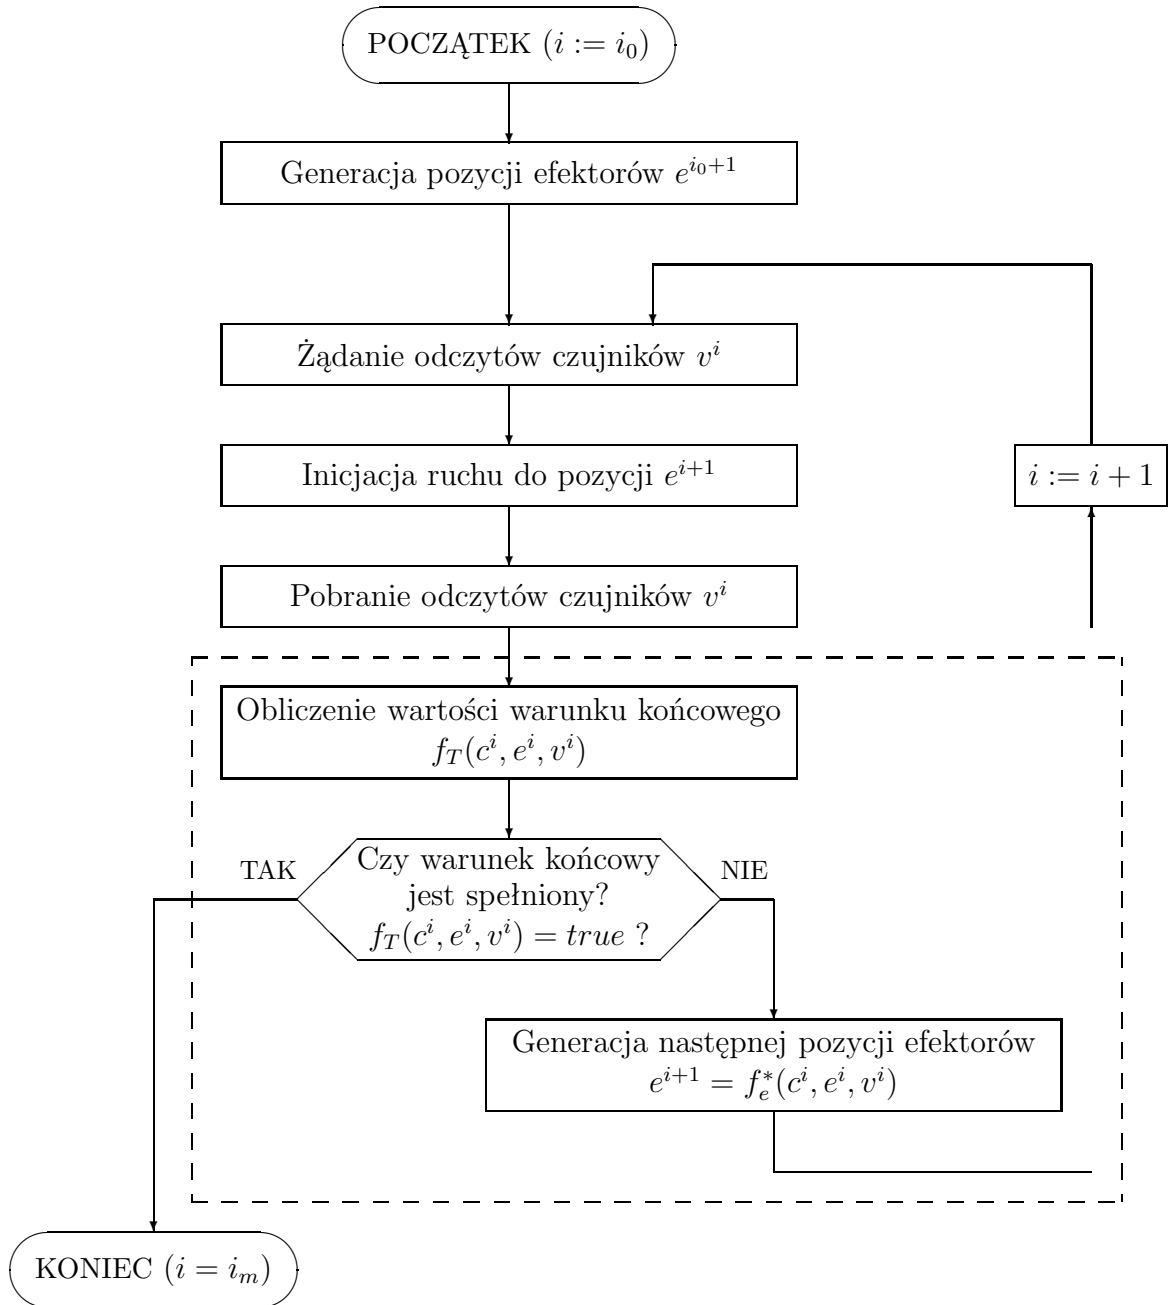 POCZĄTEK (i := i₀)
Generacja pozycji efektorów e^{i₀+1}
Żądanie odczytów czujników v^i
Inicjacja ruchu do pozycji e^{i+1}
i := i + 1
Pobranie odczytów czujników v^i
Obliczenie wartości warunku końcowego
f_T(c^i, e^i, v^i)
TAK
Czy warunek końcowy
jest spełniony?
f_T(c^i, e^i, v^i) = true ?
NIE
Generacja następnej pozycji efektorów
e^{i+1} = f_e^*(c^i, e^i, v^i)
KONIEC (i = i_m)